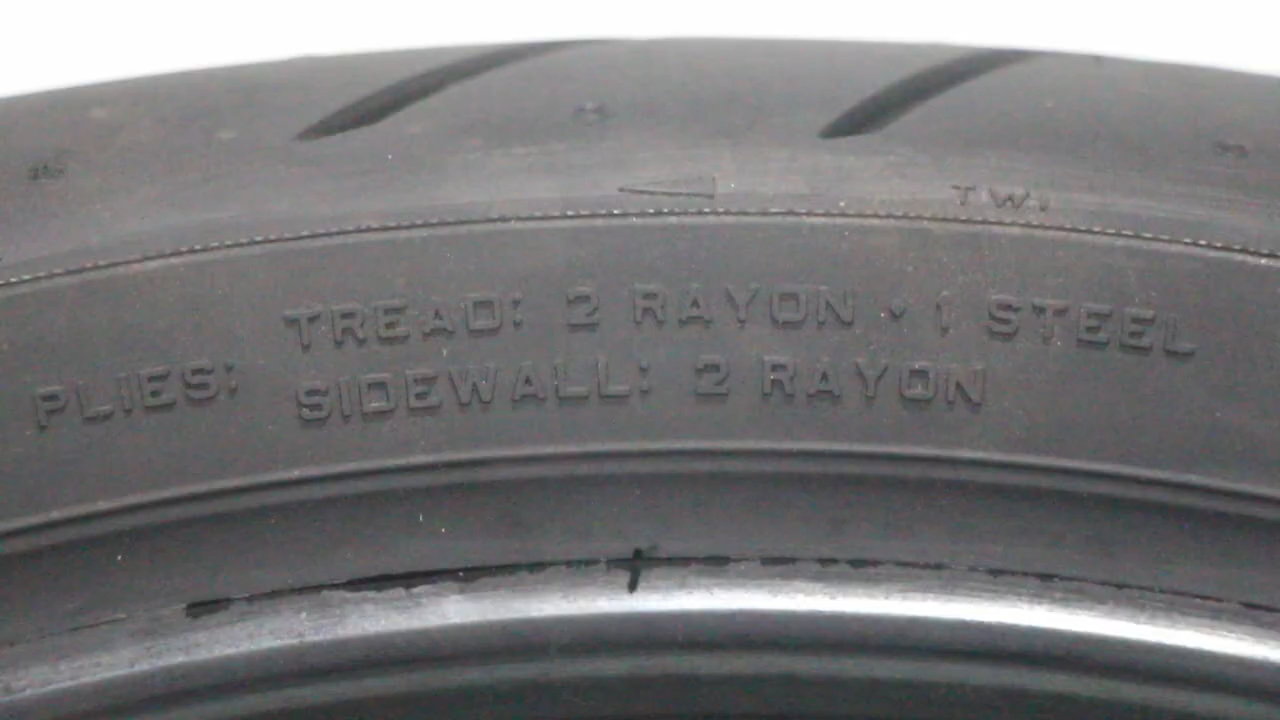 TWI
TREAD: 2 RAYON · 1 STEEL
PLIES:
SIDEWALL: 2 RAYON